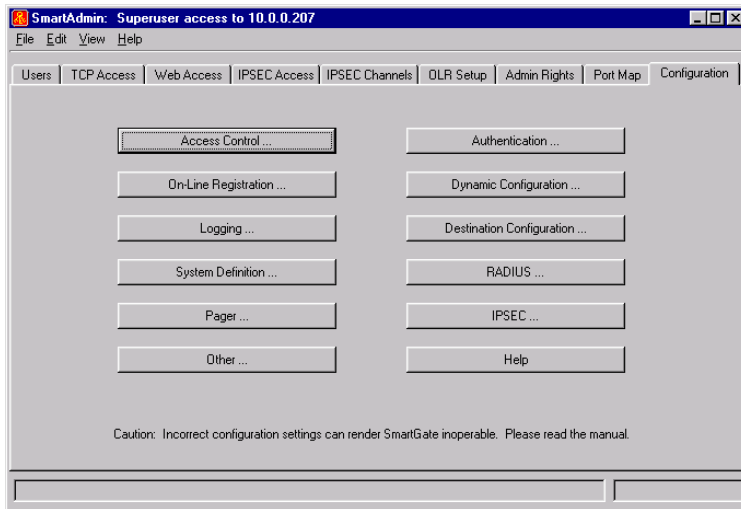 SmartAdmin: Superuser access to 10.0.0.207
File Edit View Help
Users TCP Access Web Access IPSEC Access IPSEC Channels OLR Setup Admin Rights Port Map Configuration
Access Control ... Authentication ...
On-Line Registration ... Dynamic Configuration ...
Logging ... Destination Configuration ...
System Definition ... RADIUS ...
Pager ... IPSEC ...
Other ... Help
Caution: Incorrect configuration settings can render SmartGate inoperable. Please read the manual.